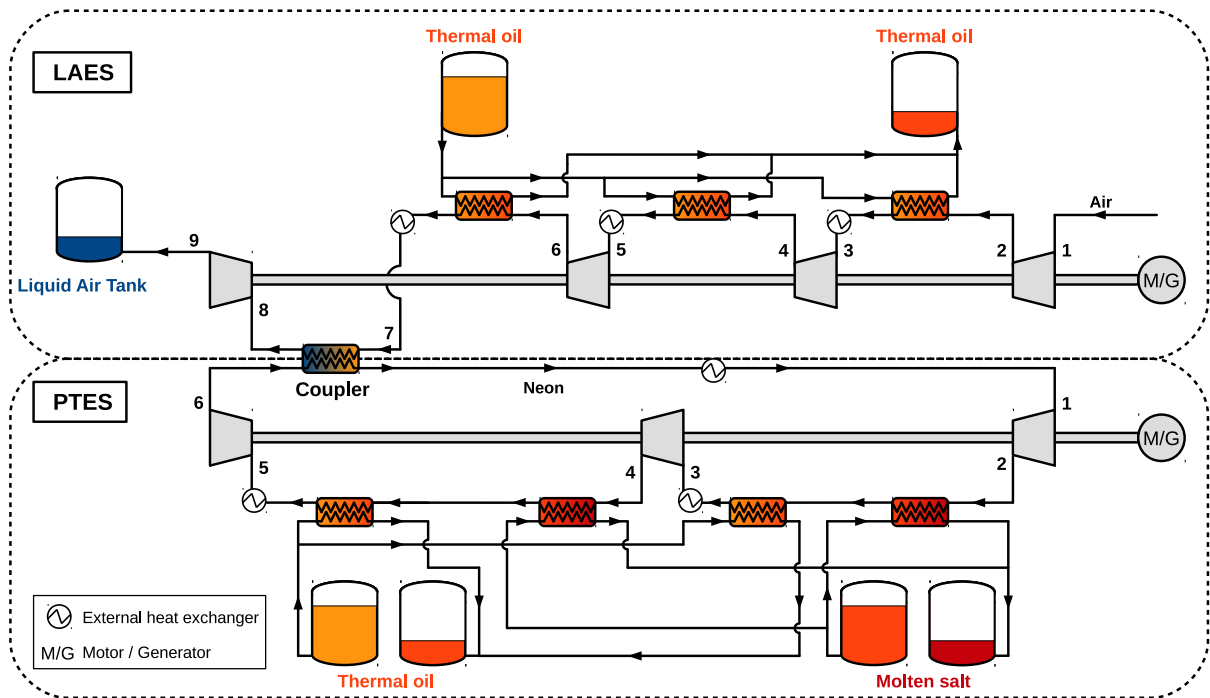 Thermal oil
Thermal oil
LAES
Air
9
6
5
4
3
2
1
Liquid Air Tank
M/G
8
7
Coupler
Neon
PTES
6
1
M/G
5
4
3
2
External heat exchanger
M/G Motor / Generator
Thermal oil
Molten salt